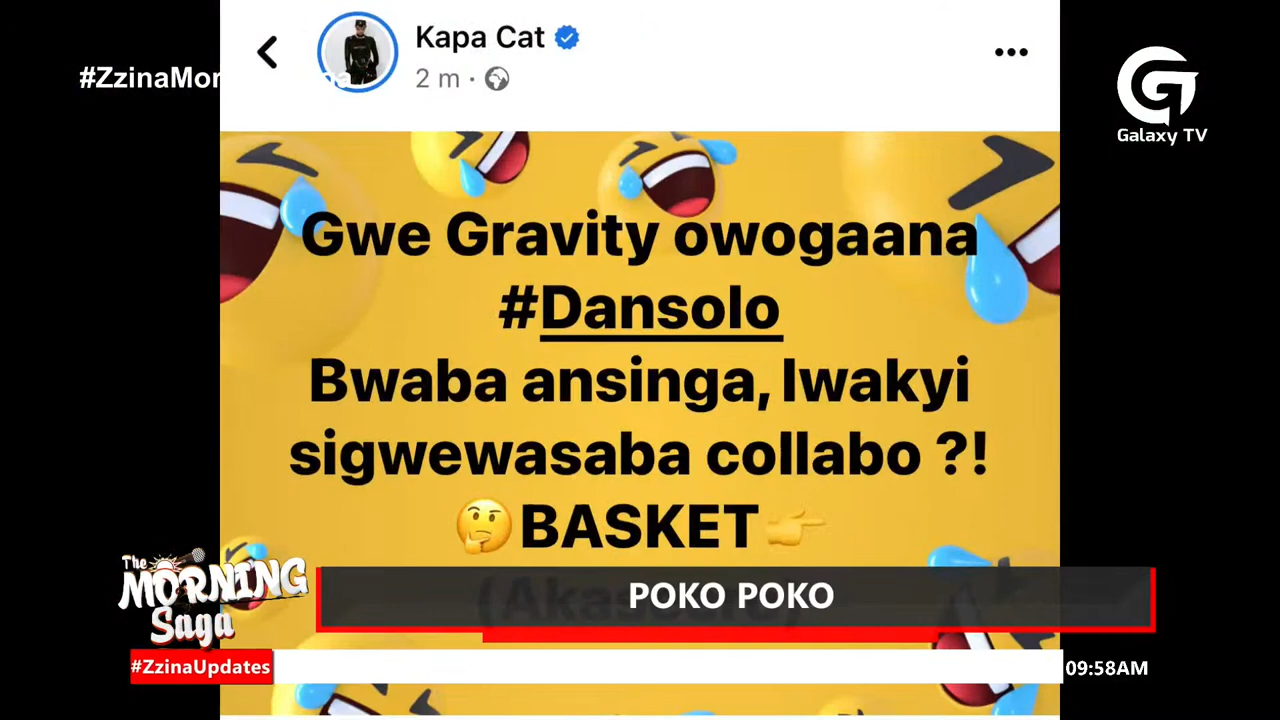 Kapa Cat
2 m
#ZzinaMor
Galaxy TV
Gwe Gravity owogaana
#Dansolo
Bwaba ansinga, lwakyi
sigwewasaba collabo ?!
BASKET
POKO POKO
The
MORNING
Saga
#ZzinaUpdates
09:58AM